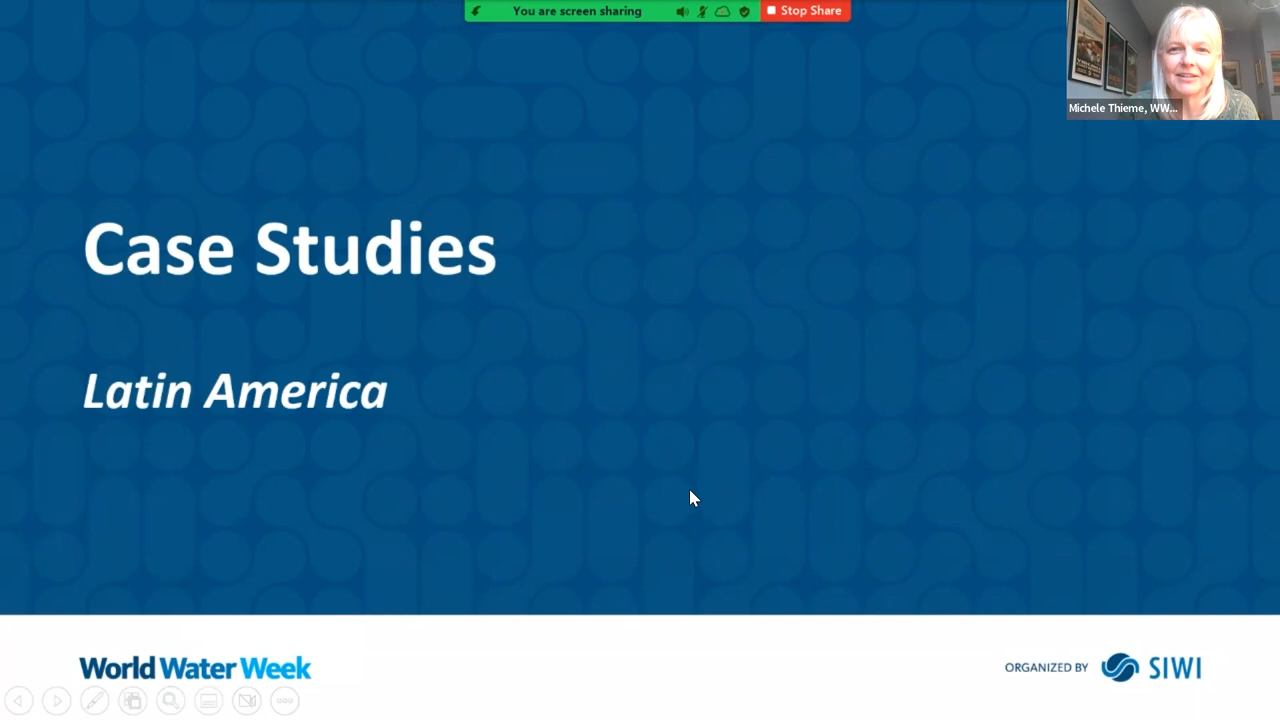 You are screen sharing
Stop Share
Michele Thieme, WW...
Case Studies
Latin America
World Water Week
ORGANIZED BY SIWI